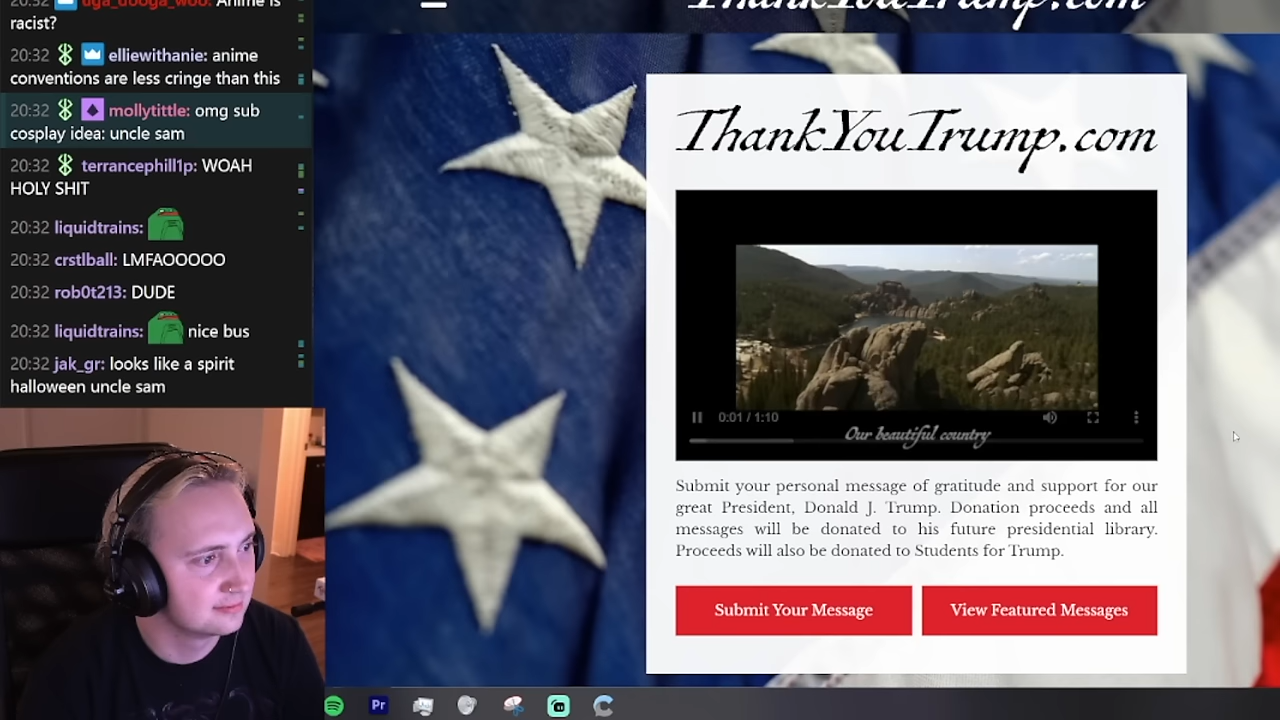 20:32 uga_dooga_woo: Anime is
racist?
20:32 elliewithanie: anime
conventions are less cringe than this
20:32 mollytittle: omg sub
cosplay idea: uncle sam
20:32 terrancephill1p: WOAH
HOLY SHIT
20:32 liquidtrains:
20:32 crstlball: LMFAOOOOO
20:32 rob0t213: DUDE
20:32 liquidtrains: nice bus
20:32 jak_gr: looks like a spirit
halloween uncle sam
ThankYouTrump.com
ThankYouTrump.com
0:01 / 1:10
Our beautiful country
Submit your personal message of gratitude and support for our
great President, Donald J. Trump. Donation proceeds and all
messages will be donated to his future presidential library.
Proceeds will also be donated to Students for Trump.
Submit Your Message
View Featured Messages
Pr